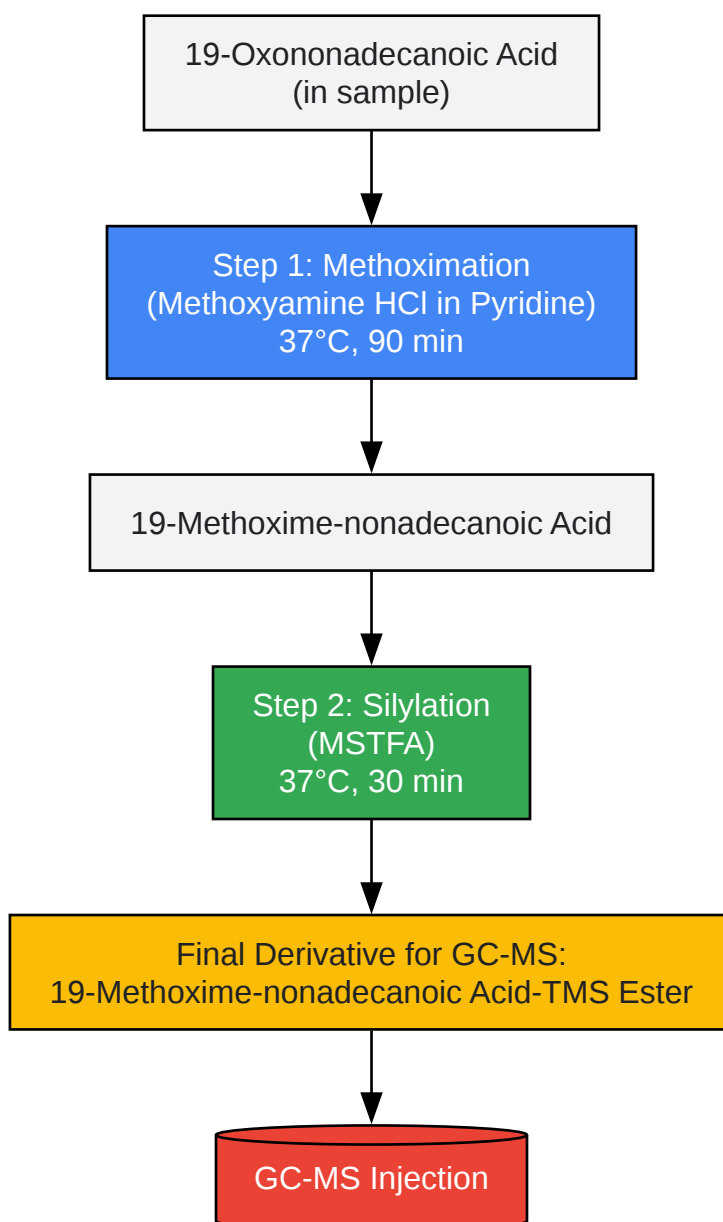 19-Oxononadecanoic Acid
(in sample)
Step 1: Methoximation
(Methoxyamine HCl in Pyridine)
37°C, 90 min
19-Methoxime-nonadecanoic Acid
Step 2: Silylation
(MSTFA)
37°C, 30 min
Final Derivative for GC-MS:
19-Methoxime-nonadecanoic Acid-TMS Ester
GC-MS Injection